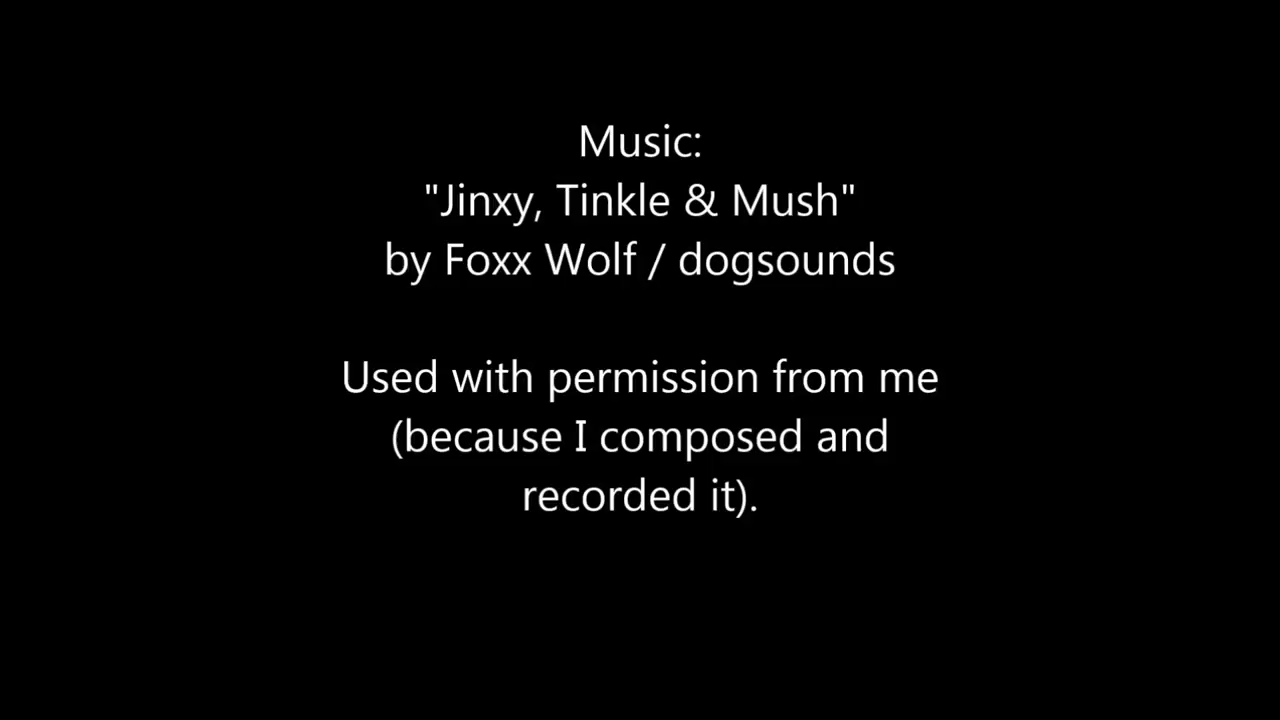 Music:
"Jinxy, Tinkle & Mush"
by Foxx Wolf / dogsounds
Used with permission from me
(because I composed and
recorded it).